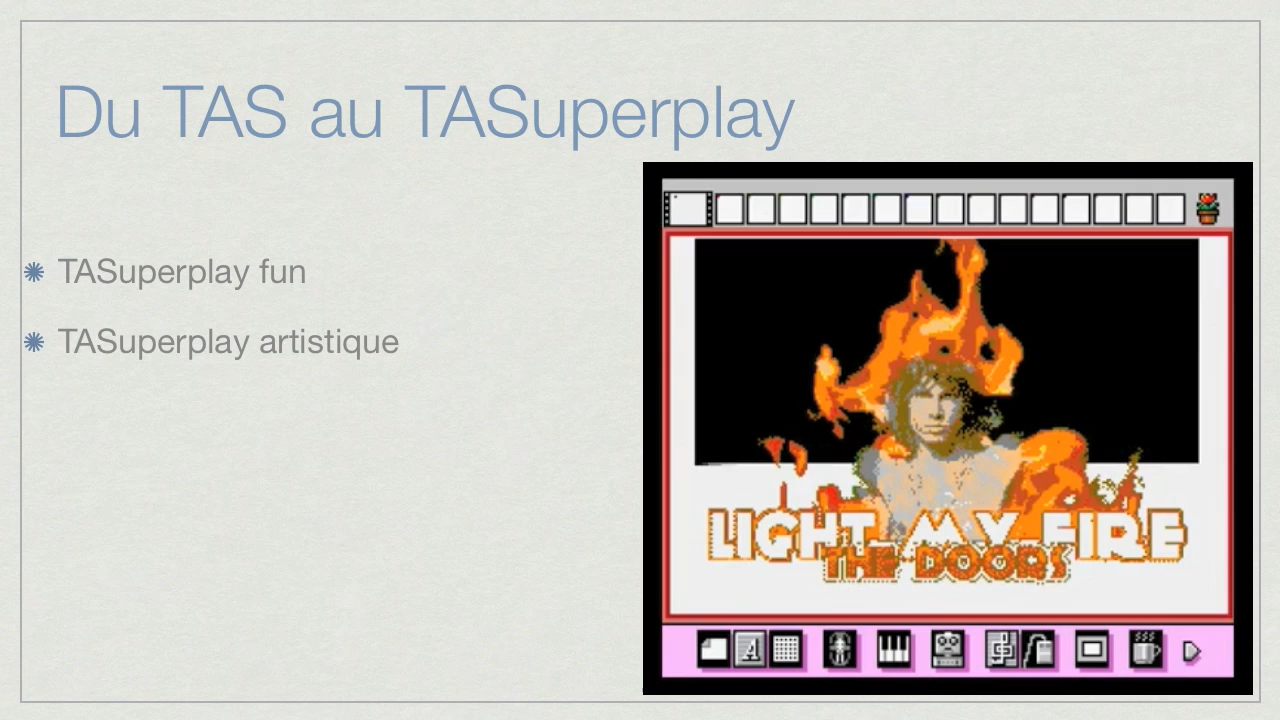 Du TAS au TASuperplay
TASuperplay fun
TASuperplay artistique
LIGHT MY FIRE
THE DOORS
A